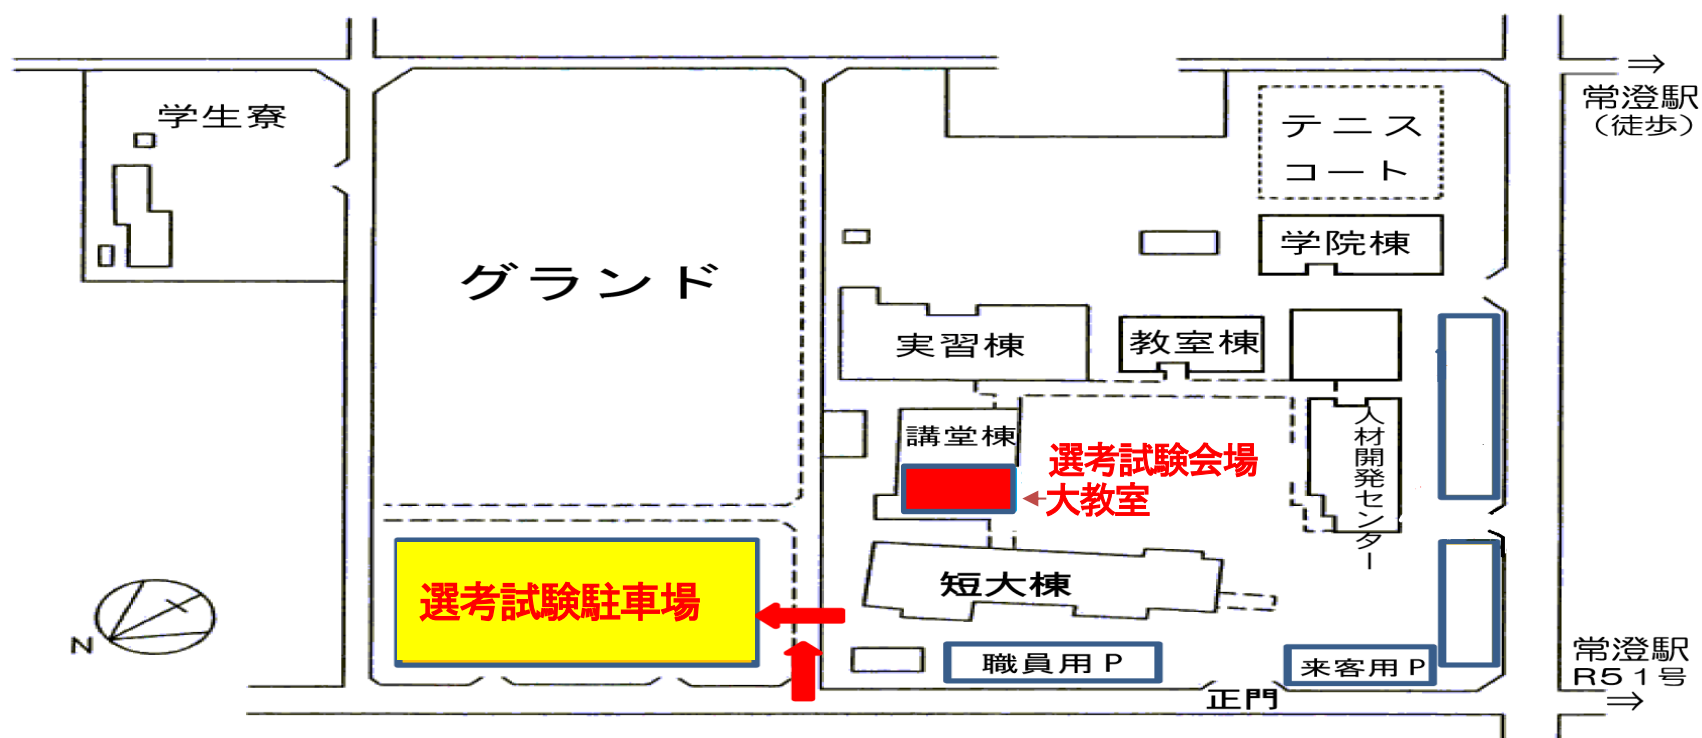 ⇒
常澄駅
（徒歩）
学生寮
テニス
コート
学院棟
グランド
実習棟
教室棟
講堂棟
人材開発センター
選考試験会場
大教室
選考試験駐車場
短大棟
職員用Ｐ
来客用Ｐ
正門
N
常澄駅
R５１号
⇒